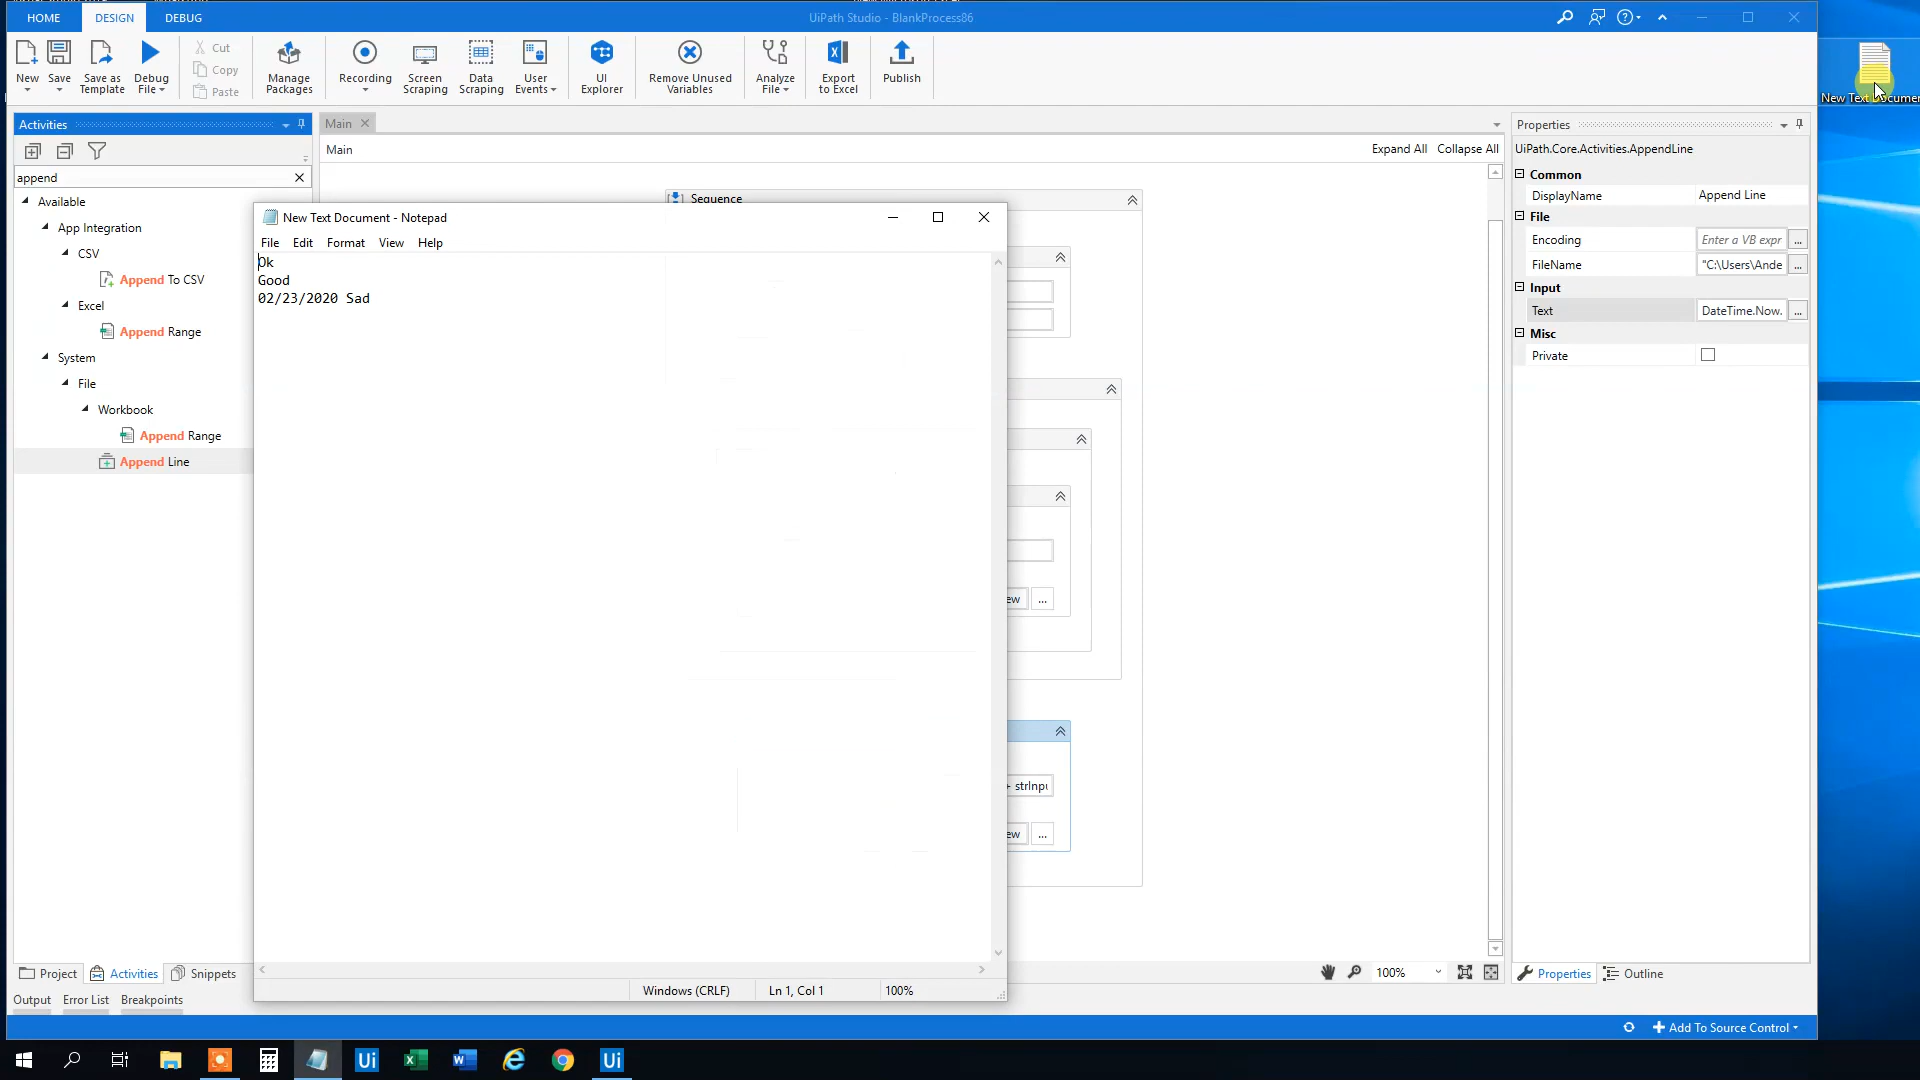 HOME DESIGN DEBUG UiPath Studio - BlankProcess86
New Save Save as Template Debug File Cut Copy Paste Manage Packages Recording Screen Scraping Data Scraping User Events UI Explorer Remove Unused Variables Analyze File Export to Excel Publish
New Text Documen
Activities
append
Available
App Integration
CSV
Append To CSV
Excel
Append Range
System
File
Workbook
Append Range
Append Line
Main
Main Expand All Collapse All
Sequence
New Text Document - Notepad
File Edit Format View Help
Ok
Good
02/23/2020 Sad
Windows (CRLF) Ln 1, Col 1 100%
ew ...
+ strInpu
ew ...
Properties
UiPath.Core.Activities.AppendLine
Common
DisplayName Append Line
File
Encoding Enter a VB expr ...
FileName "C:\Users\Ande ...
Input
Text DateTime.Now. ...
Misc
Private
100%
Project Activities Snippets
Properties Outline
Output Error List Breakpoints
Add To Source Control